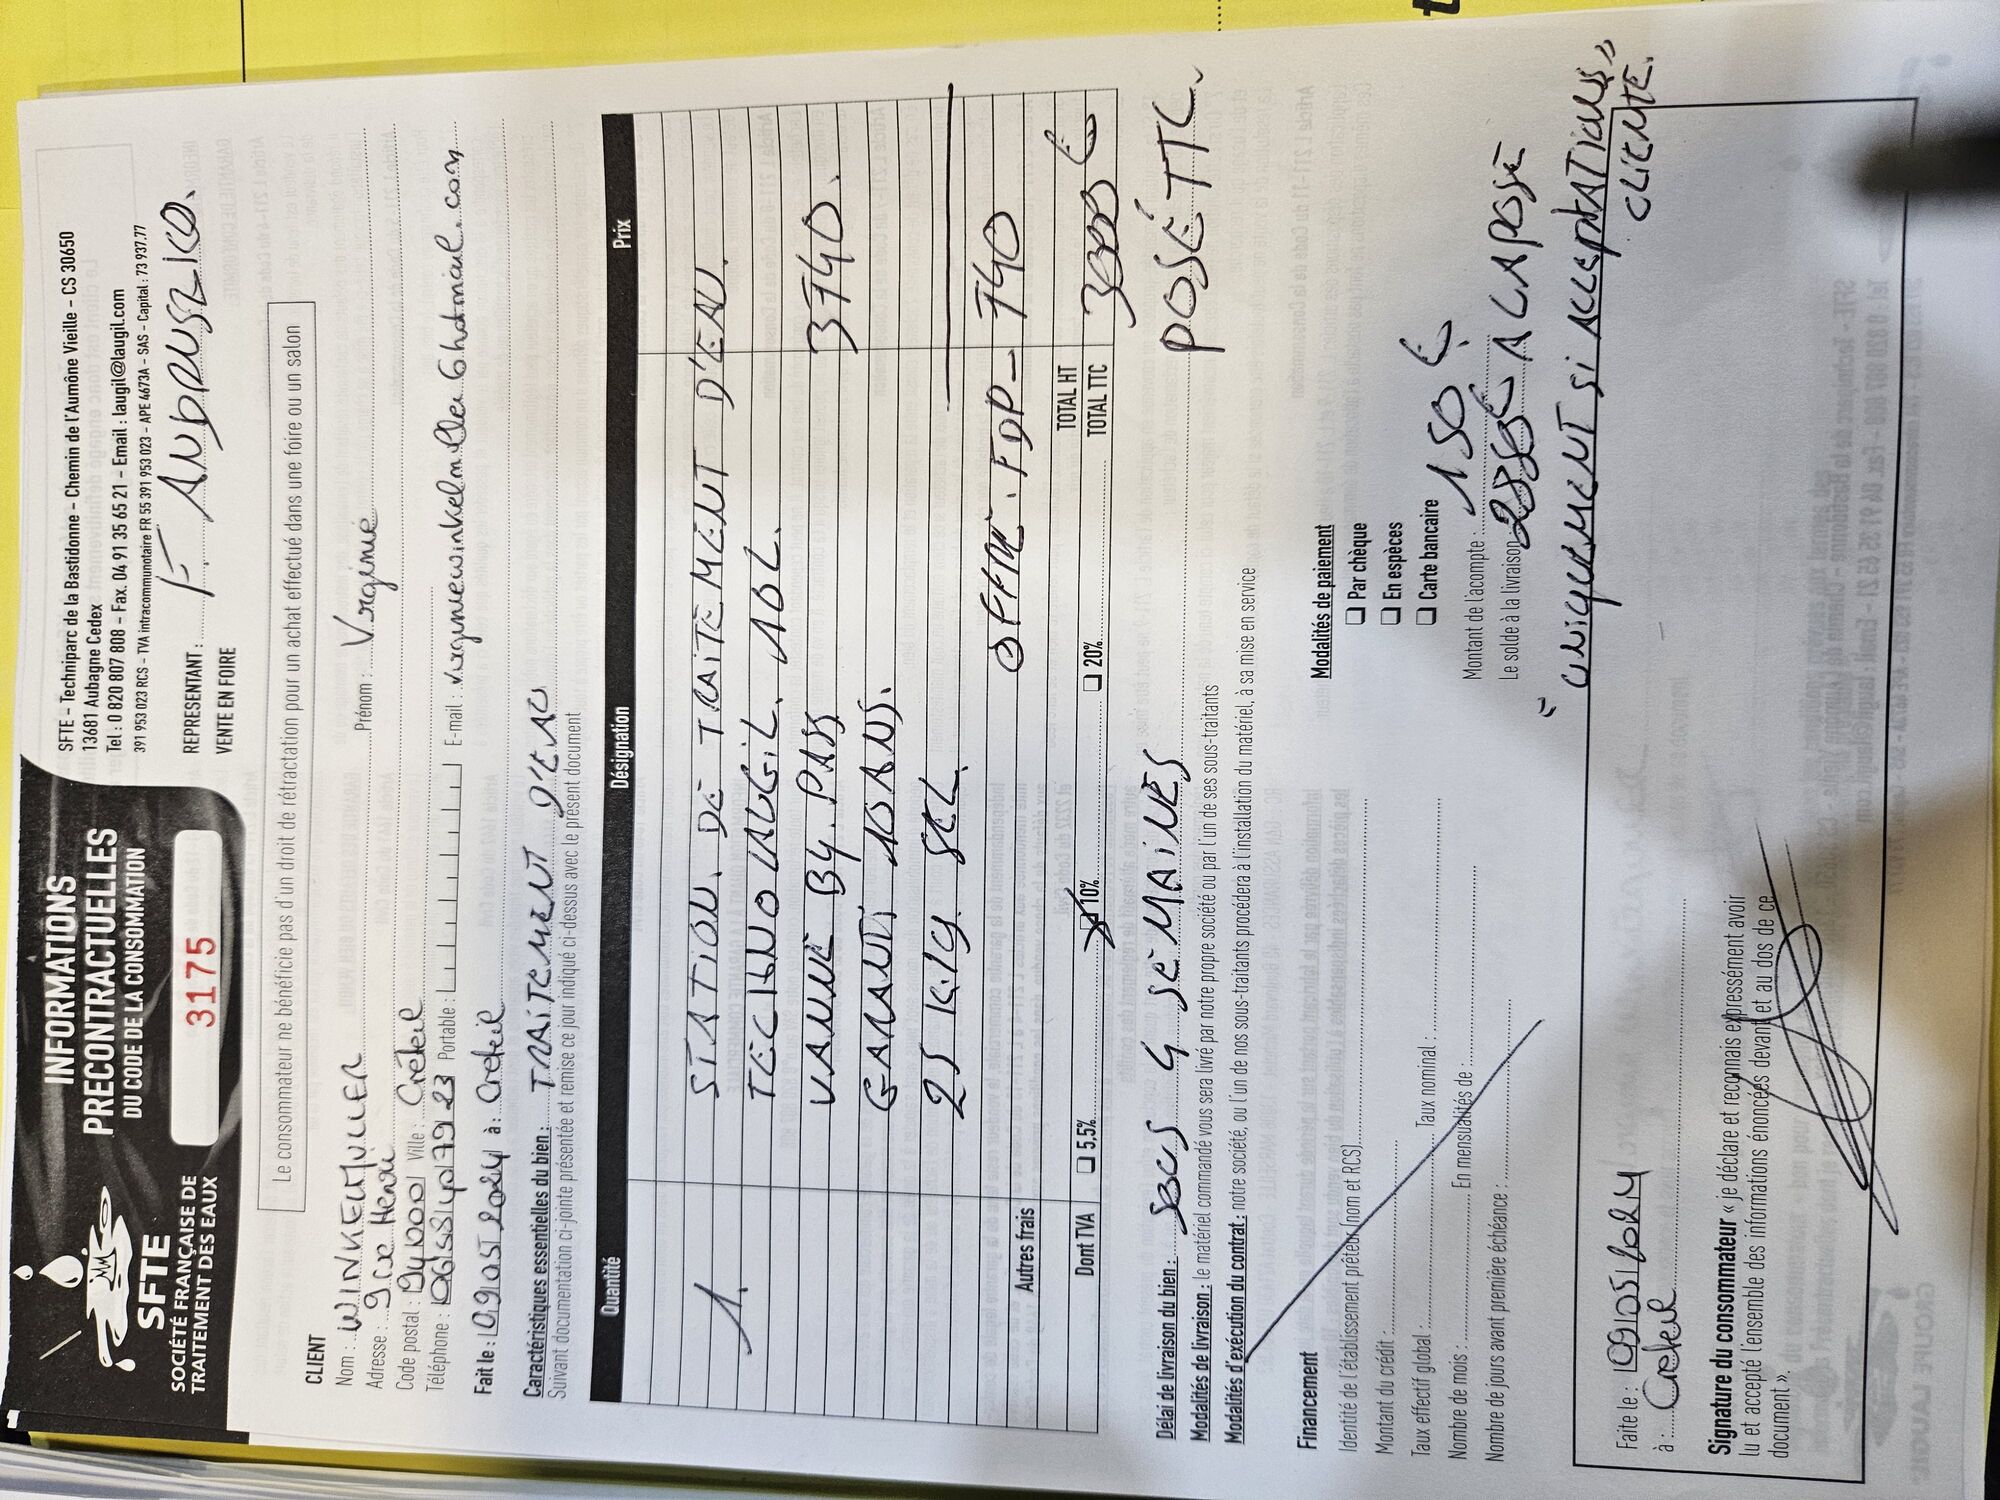 SFTE
SOCIÉTÉ FRANÇAISE DE
TRAITEMENT DES EAUX
INFORMATIONS
PRECONTRACTUELLES
DU CODE DE LA CONSOMMATION
3175
SFTE - Techniparc de la Bastidonne - Chemin de l'Aumône Vieille - CS 30650
13681 Aubagne Cedex
Tel : 0 820 807 808 - Fax. 04 91 35 65 21 - Email : laugil@laugil.com
391 953 023 RCS - TVA intracommunautaire FR 55 391 953 023 - APE 4673A - SAS - Capital : 73 937,77
REPRESENTANT : F. ANDRUSZKO.
VENTE EN FOIRE
Le consommateur ne bénéficie pas d'un droit de rétractation pour un achat effectué dans une foire ou un salon
CLIENT
Nom : Prénom : Virginie
Adresse : 9 rue
Code postal : 94000 Ville : Créteil
Téléphone : Portable : E-mail : virginiewinkelmuller6hotmail.com
Fait le : 09/05/2024 à : Créteil
Caractéristiques essentielles du bien : TRAITEMENT D'EAU
Suivant documentation ci-jointe présentée et remise ce jour indiqué ci-dessus avec le présent document
Quantité Désignation Prix
1. STATION. DE TRAITEMENT D'EAU.
TECHNO LAUGIL. 10L.
VANNE BY. PASS. 3740.
GARANTI 10 ANS.
25 KG. SEL.
Autres frais OFFRE. FDP - 740
TOTAL HT
Dont TVA 5,5% 10% 20% TOTAL TTC 3000 €
Délai de livraison du bien : SECS 4 SEMAINES POSÉ TTC.
Modalités de livraison : le matériel commandé vous sera livré par notre propre société ou par l'un de ses sous-traitants
Modalités d'exécution du contrat : notre société, ou l'un de nos sous-traitants procédera à l'installation du matériel, à sa mise en service
Financement
Identité de l'établissement prêteur (nom et RCS)
Montant du crédit :
Taux effectif global : Taux nominal :
Nombre de mois : En mensualités de :
Nombre de jours avant première échéance :
Modalités de paiement
Par chèque
En espèces
Carte bancaire
Montant de l'acompte : 150 €
Le solde à la livraison : 2850€ A LA POSE
"UNIQUEMENT SI ACCEPTATION
CLIENTE.
Faite le : 09/05/2024
à : Créteil
Signature du consommateur « je déclare et reconnais expressément avoir
lu et accepté l'ensemble des informations énoncées devant et au dos de ce
document ».